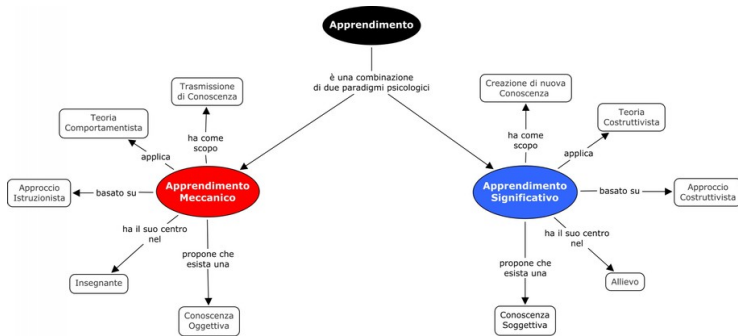 Apprendimento
è una combinazione
di due paradigmi psicologici
Trasmissione
di Conoscenza
Creazione di nuova
Conoscenza
Teoria
Comportamentista
Teoria
Costruttivista
ha come
scopo
ha come
scopo
applica
applica
Approccio
Istruzionista
basato su
Apprendimento
Meccanico
Apprendimento
Significativo
basato su
Approccio
Costruttivista
ha il suo centro
nel
ha il suo centro
nel
Insegnante
propone che
esista una
propone che
esista una
Allievo
Conoscenza
Oggettiva
Conoscenza
Soggettiva